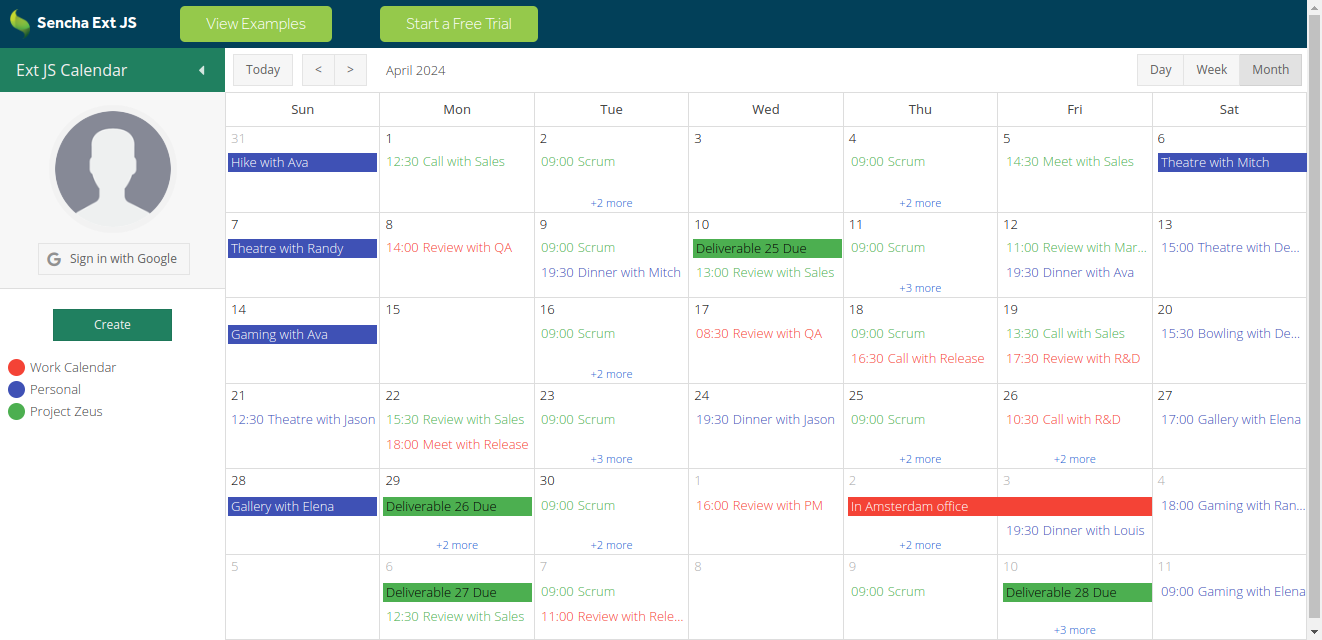 Sencha Ext JS
View Examples
Start a Free Trial
Ext JS Calendar
Sign in with Google
Create
Work Calendar
Personal
Project Zeus
Today
<
>
April 2024
Day
Week
Month
Sun
Mon
Tue
Wed
Thu
Fri
Sat
31
Hike with Ava
1
12:30 Call with Sales
2
09:00 Scrum
+2 more
3
4
09:00 Scrum
+2 more
5
14:30 Meet with Sales
6
Theatre with Mitch
7
Theatre with Randy
8
14:00 Review with QA
9
09:00 Scrum
19:30 Dinner with Mitch
10
Deliverable 25 Due
13:00 Review with Sales
11
09:00 Scrum
+3 more
12
11:00 Review with Mar...
19:30 Dinner with Ava
13
15:00 Theatre with De...
14
Gaming with Ava
15
16
09:00 Scrum
+2 more
17
08:30 Review with QA
18
09:00 Scrum
16:30 Call with Release
19
13:30 Call with Sales
17:30 Review with R&D
20
15:30 Bowling with De...
21
12:30 Theatre with Jason
22
15:30 Review with Sales
18:00 Meet with Release
23
09:00 Scrum
+3 more
24
19:30 Dinner with Jason
25
09:00 Scrum
+2 more
26
10:30 Call with R&D
+2 more
27
17:00 Gallery with Elena
28
Gallery with Elena
29
Deliverable 26 Due
+2 more
30
09:00 Scrum
+2 more
1
16:00 Review with PM
2
In Amsterdam office
+2 more
3
19:30 Dinner with Louis
4
18:00 Gaming with Ran...
5
6
Deliverable 27 Due
12:30 Review with Sales
7
09:00 Scrum
11:00 Review with Rele...
8
9
09:00 Scrum
10
Deliverable 28 Due
+3 more
11
09:00 Gaming with Elena